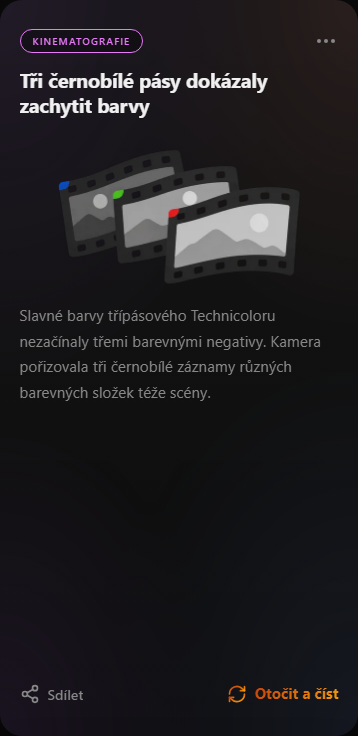 KINEMATOGRAFIE
Tři černobílé pásy dokázaly
zachytit barvy
Slavné barvy třípásového Technicoloru
nezačínaly třemi barevnými negativy. Kamera
pořizovala tři černobílé záznamy různých
barevných složek téže scény.
Sdílet
Otočit a číst